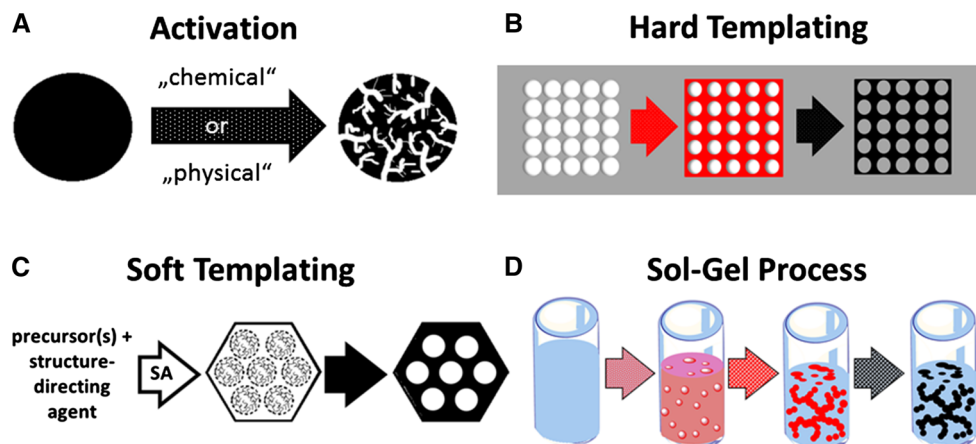 A
Activation
„chemical“
or
„physical“
B
Hard Templating
C
Soft Templating
precursor(s) +
structure-
directing
agent
SA
D
Sol-Gel Process